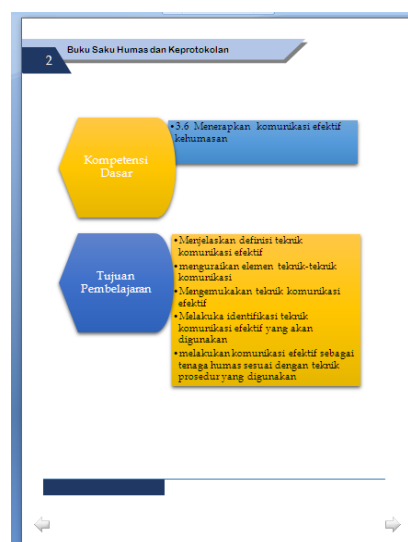 Buku Saku Humas dan Keprotokolan
2
Kompetensi
Dasar
•3.6 Menerapkan komunikasi efektif
kehumasan
Tujuan
Pembelajaran
•Menjelaskan definisi teknik
komunikasi efektif
•menguraikan elemen teknik-teknik
komunikasi
•Mengemukakan teknik komunikasi
efektif
•Melakuka identifikasi teknik
komunikasi efektif yang akan
digunakan
•melakukan komunikasi efektif sebagai
tenaga humas sesuai dengan teknik
prosedur yang digunakan